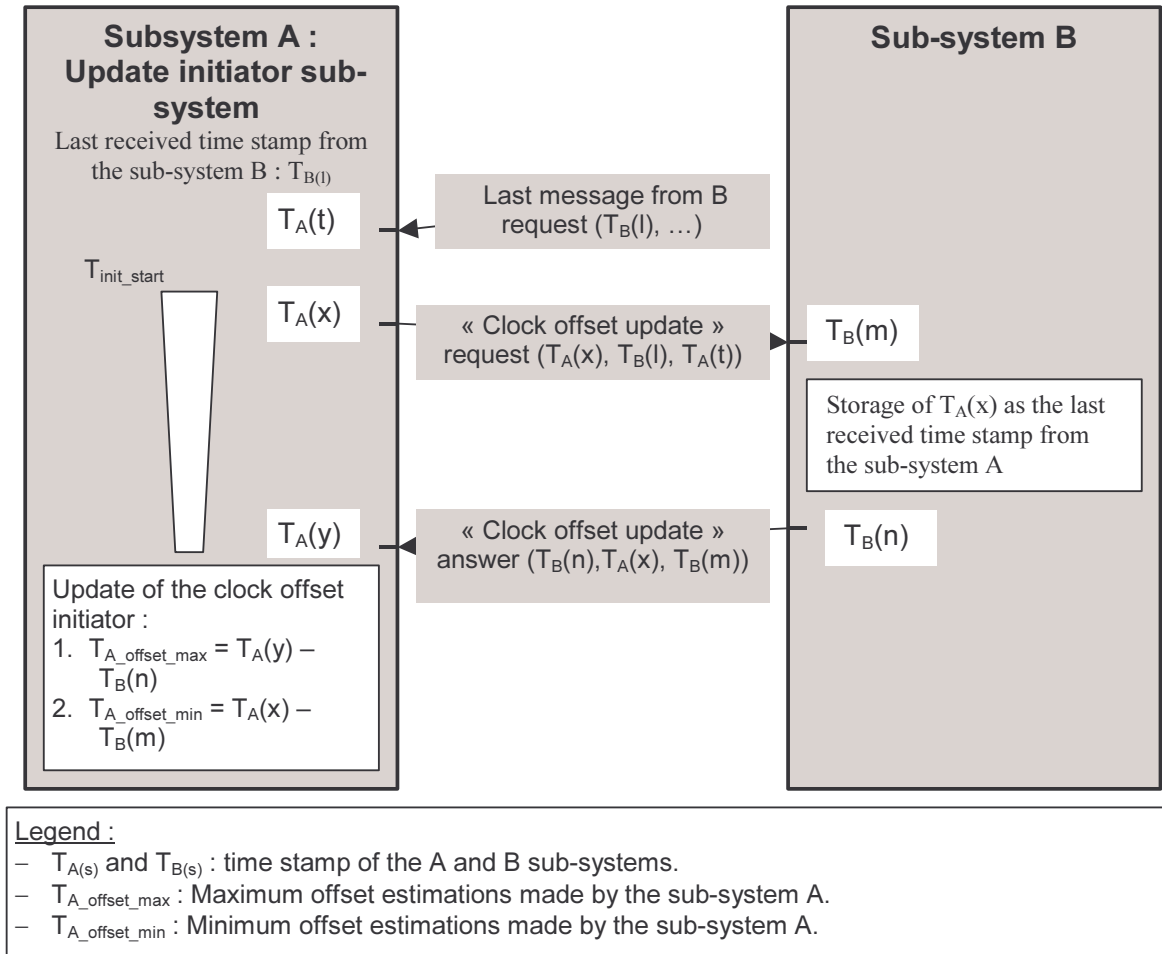 Subsystem A :
Update initiator sub-
system
Last received time stamp from
the sub-system B : TB(l)
TA(t)
Tinit_start
TA(x)
TA(y)
Update of the clock offset
initiator :
1. TA_offset_max = TA(y) –
TB(n)
2. TA_offset_min = TA(x) –
TB(m)
Last message from B
request (TB(l), …)
« Clock offset update »
request (TA(x), TB(l), TA(t))
« Clock offset update »
answer (TB(n),TA(x), TB(m))
Sub-system B
TB(m)
Storage of TA(x) as the last
received time stamp from
the sub-system A
TB(n)
Legend :
– TA(s) and TB(s) : time stamp of the A and B sub-systems.
– TA_offset_max : Maximum offset estimations made by the sub-system A.
– TA_offset_min : Minimum offset estimations made by the sub-system A.